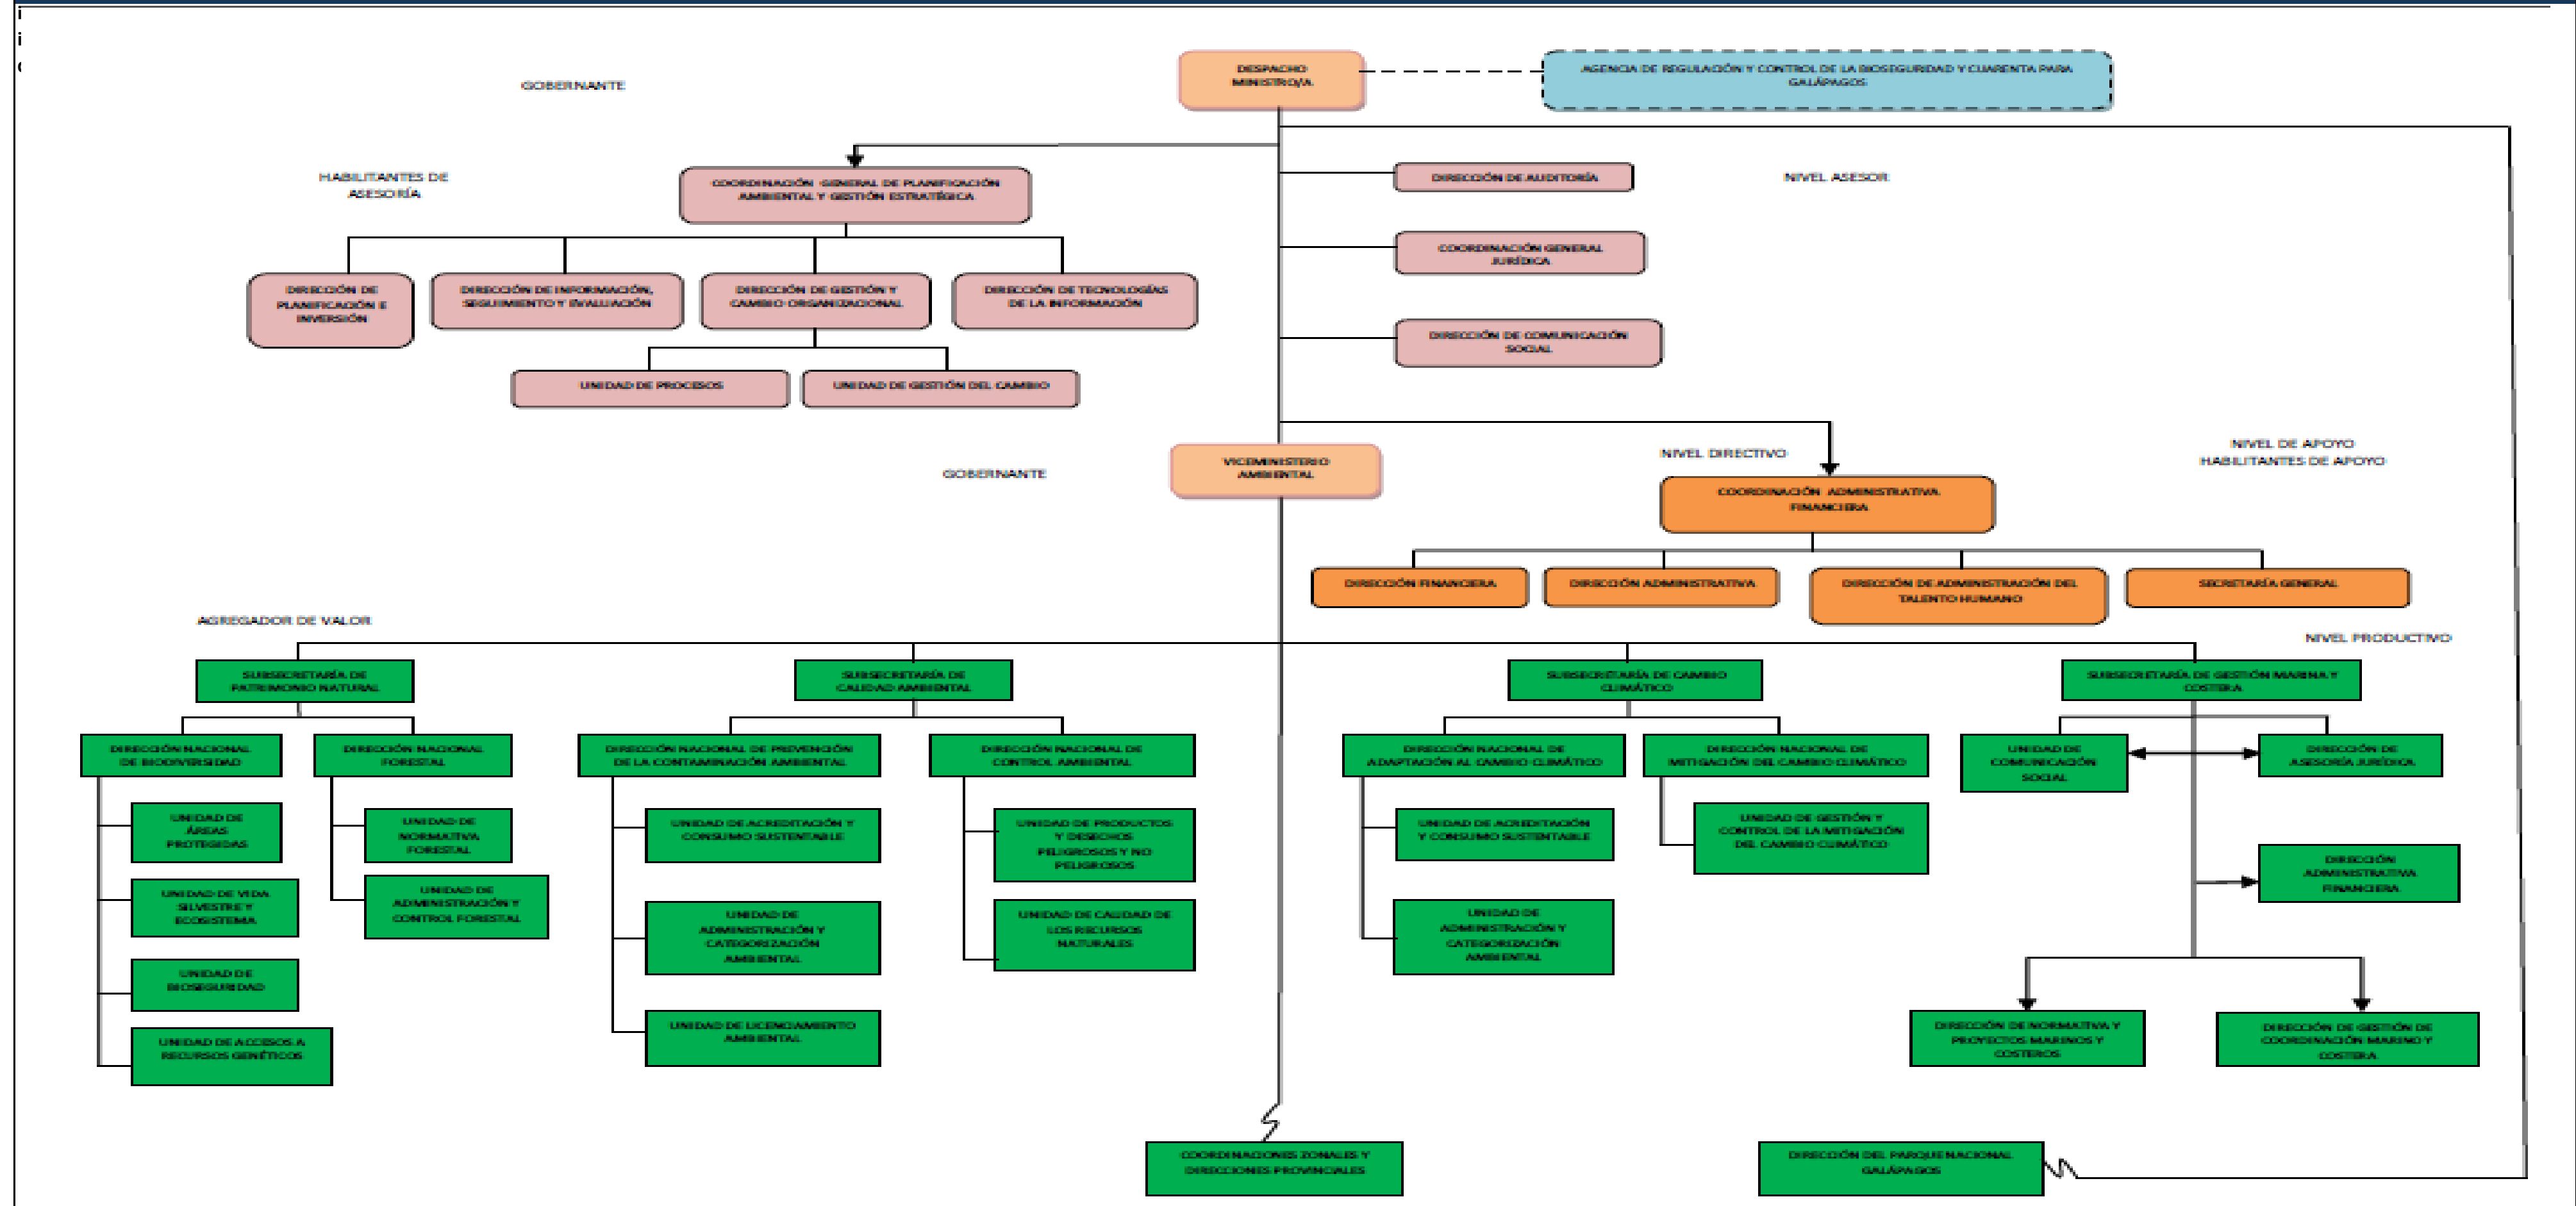 DESPACHO
MINISTRO/A
AGENCIA DE REGULACIÓN Y CONTROL DE LA BIOSEGURIDAD Y CUARENTA PARA
GALÁPAGOS
GOBERNANTE
HABILITANTES DE
ASESORÍA
COORDINACIÓN GENERAL DE PLANIFICACIÓN
AMBIENTAL Y GESTIÓN ESTRATÉGICA
DIRECCIÓN DE AUDITORÍA
NIVEL ASESOR
COORDINACIÓN GENERAL
JURÍDICA
DIRECCIÓN DE
PLANIFICACIÓN E
INVERSIÓN
DIRECCIÓN DE INFORMACIÓN,
SEGUIMIENTO Y EVALUACIÓN
DIRECCIÓN DE GESTIÓN Y
CAMBIO ORGANIZACIONAL
DIRECCIÓN DE TECNOLOGÍAS
DE LA INFORMACIÓN
DIRECCIÓN DE COMUNICACIÓN
SOCIAL
UNIDAD DE PROCESOS
UNIDAD DE GESTIÓN DEL CAMBIO
GOBERNANTE
VICEMINISTERIO
AMBIENTAL
NIVEL DIRECTIVO
NIVEL DE APOYO
HABILITANTES DE APOYO
COORDINACIÓN ADMINISTRATIVA
FINANCIERA
DIRECCIÓN FINANCIERA
DIRECCIÓN ADMINISTRATIVA
DIRECCIÓN DE ADMINISTRACIÓN DEL
TALENTO HUMANO
SECRETARÍA GENERAL
AGREGADOR DE VALOR
NIVEL PRODUCTIVO
SUBSECRETARÍA DE
PATRIMONIO NATURAL
SUBSECRETARÍA DE
CALIDAD AMBIENTAL
SUBSECRETARÍA DE CAMBIO
CLIMÁTICO
SUBSECRETARÍA DE GESTIÓN MARINA Y
COSTERA
DIRECCIÓN NACIONAL
DE BIODIVERSIDAD
DIRECCIÓN NACIONAL
FORESTAL
DIRECCIÓN NACIONAL DE PREVENCIÓN
DE LA CONTAMINACIÓN AMBIENTAL
DIRECCIÓN NACIONAL DE
CONTROL AMBIENTAL
DIRECCIÓN NACIONAL DE
ADAPTACIÓN AL CAMBIO CLIMÁTICO
DIRECCIÓN NACIONAL DE
MITIGACIÓN DEL CAMBIO CLIMÁTICO
UNIDAD DE
COMUNICACIÓN
SOCIAL
DIRECCIÓN DE
ASESORÍA JURÍDICA
UNIDAD DE
ÁREAS
PROTEGIDAS
UNIDAD DE
NORMATIVA
FORESTAL
UNIDAD DE ACREDITACIÓN Y
CONSUMO SUSTENTABLE
UNIDAD DE PRODUCTOS
Y DESECHOS
PELIGROSOS Y NO
PELIGROSOS
UNIDAD DE ACREDITACIÓN
Y CONSUMO SUSTENTABLE
UNIDAD DE GESTIÓN Y
CONTROL DE LA MITIGACIÓN
DEL CAMBIO CLIMÁTICO
DIRECCIÓN
ADMINISTRATIVA
FINANCIERA
UNIDAD DE VIDA
SILVESTRE Y
ECOSISTEMA
UNIDAD DE
ADMINISTRACIÓN Y
CONTROL FORESTAL
UNIDAD DE
ADMINISTRACIÓN Y
CATEGORIZACIÓN
AMBIENTAL
UNIDAD DE CALIDAD DE
LOS RECURSOS
NATURALES
UNIDAD DE
ADMINISTRACIÓN Y
CATEGORIZACIÓN
AMBIENTAL
UNIDAD DE
BIOSEGURIDAD
UNIDAD DE ACCESOS A
RECURSOS GENÉTICOS
UNIDAD DE LICENCIAMIENTO
AMBIENTAL
DIRECCIÓN DE NORMATIVA Y
PROYECTOS MARINOS Y
COSTEROS
DIRECCIÓN DE GESTIÓN DE
COORDINACIÓN MARINO Y
COSTERA
COORDINACIONES ZONALES Y
DIRECCIONES PROVINCIALES
DIRECCIÓN DEL PARQUE NACIONAL
GALÁPAGOS